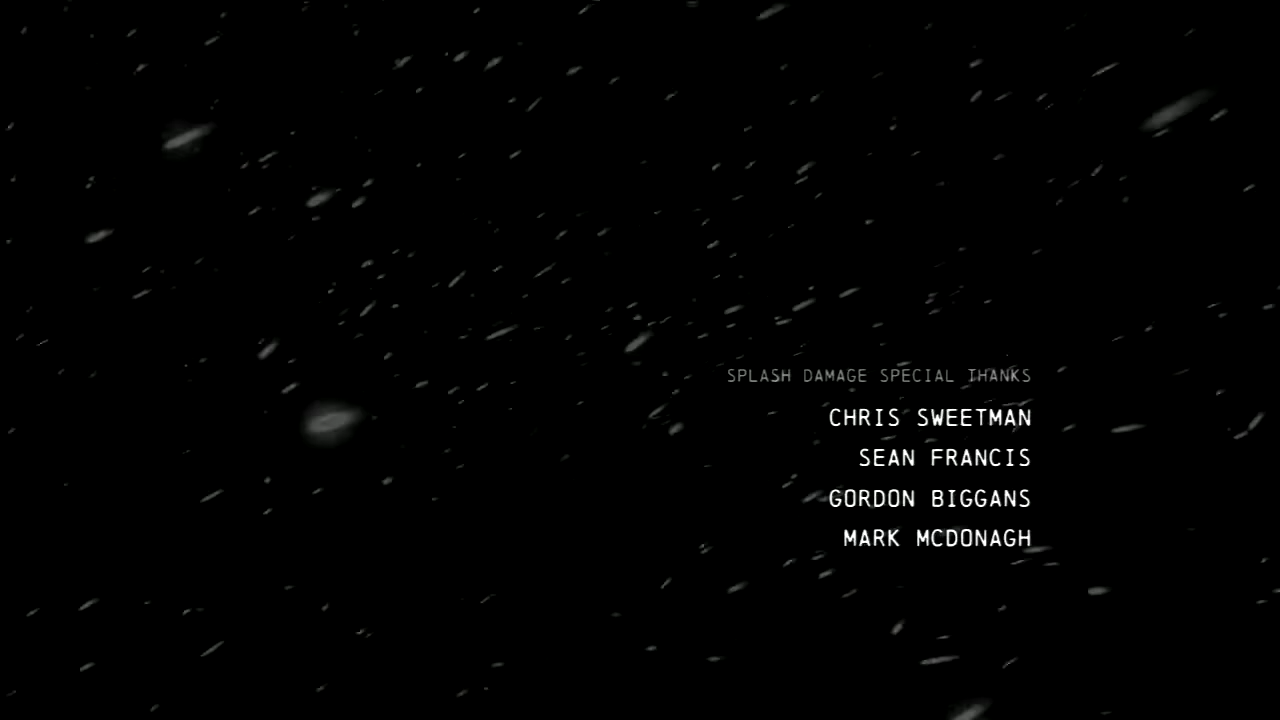 SPLASH DAMAGE SPECIAL THANKS
CHRIS SWEETMAN
SEAN FRANCIS
GORDON BIGGANS
MARK MCDONAGH